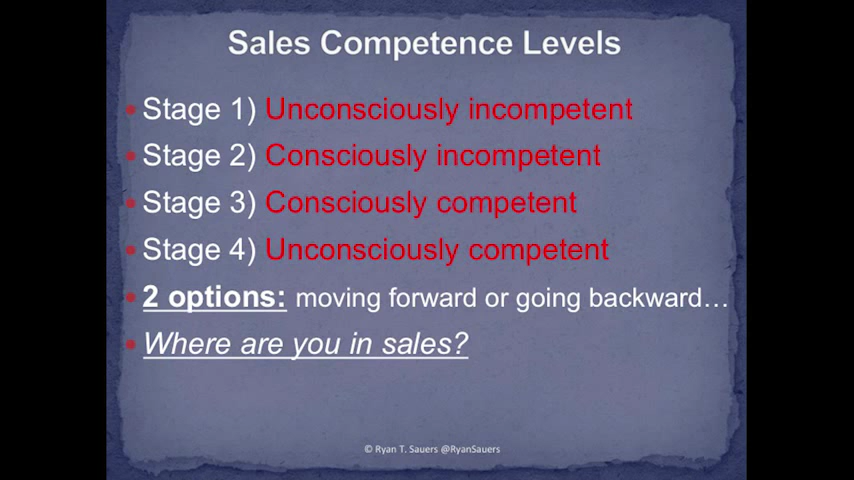 Sales Competence Levels
• Stage 1) Unconsciously incompetent
• Stage 2) Consciously incompetent
• Stage 3) Consciously competent
• Stage 4) Unconsciously competent
• 2 options: moving forward or going backward…
• Where are you in sales?
© Ryan T. Sauers @RyanSauers